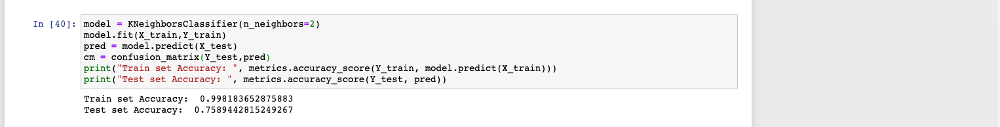 In [40]: model = KNeighborsClassifier(n_neighbors=2)
model.fit(X_train,Y_train)
pred = model.predict(X_test)
cm = confusion_matrix(Y_test,pred)
print("Train set Accuracy: ", metrics.accuracy_score(Y_train, model.predict(X_train)))
print("Test set Accuracy: ", metrics.accuracy_score(Y_test, pred))
Train set Accuracy:  0.998183652875883
Test set Accuracy:  0.7589442815249267